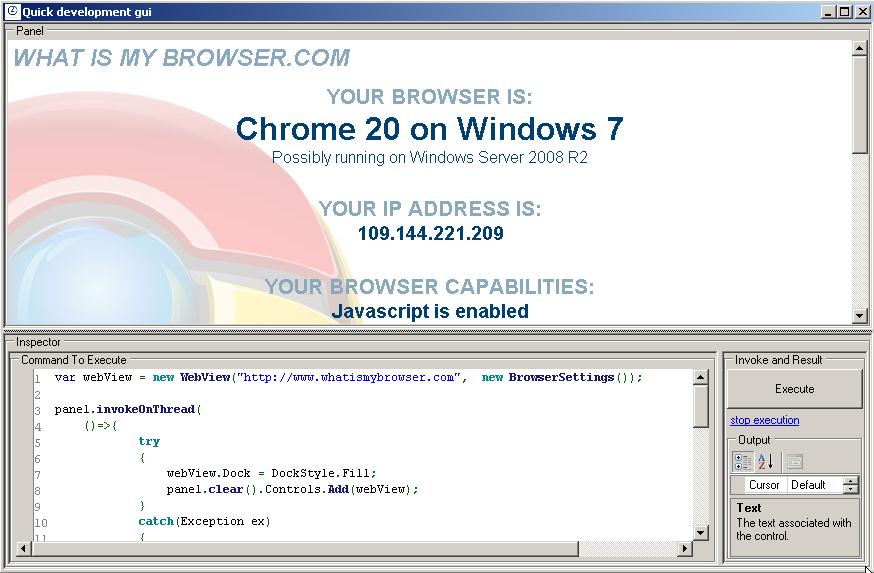 Quick development gui
Panel
WHAT IS MY BROWSER.COM
YOUR BROWSER IS:
Chrome 20 on Windows 7
Possibly running on Windows Server 2008 R2
YOUR IP ADDRESS IS:
109.144.221.209
YOUR BROWSER CAPABILITIES:
Javascript is enabled
Inspector
Command To Execute
1 var webView = new WebView("http://www.whatismybrowser.com",  new BrowserSettings());
2
3 panel.invokeOnThread(
4 ()=>{
5 try
6 {
7 webView.Dock = DockStyle.Fill;
8 panel.clear().Controls.Add(webView);
9 }
10 catch(Exception ex)
11 {
Invoke and Result
Execute
stop execution
Output
Cursor Default
Text
The text associated with
the control.